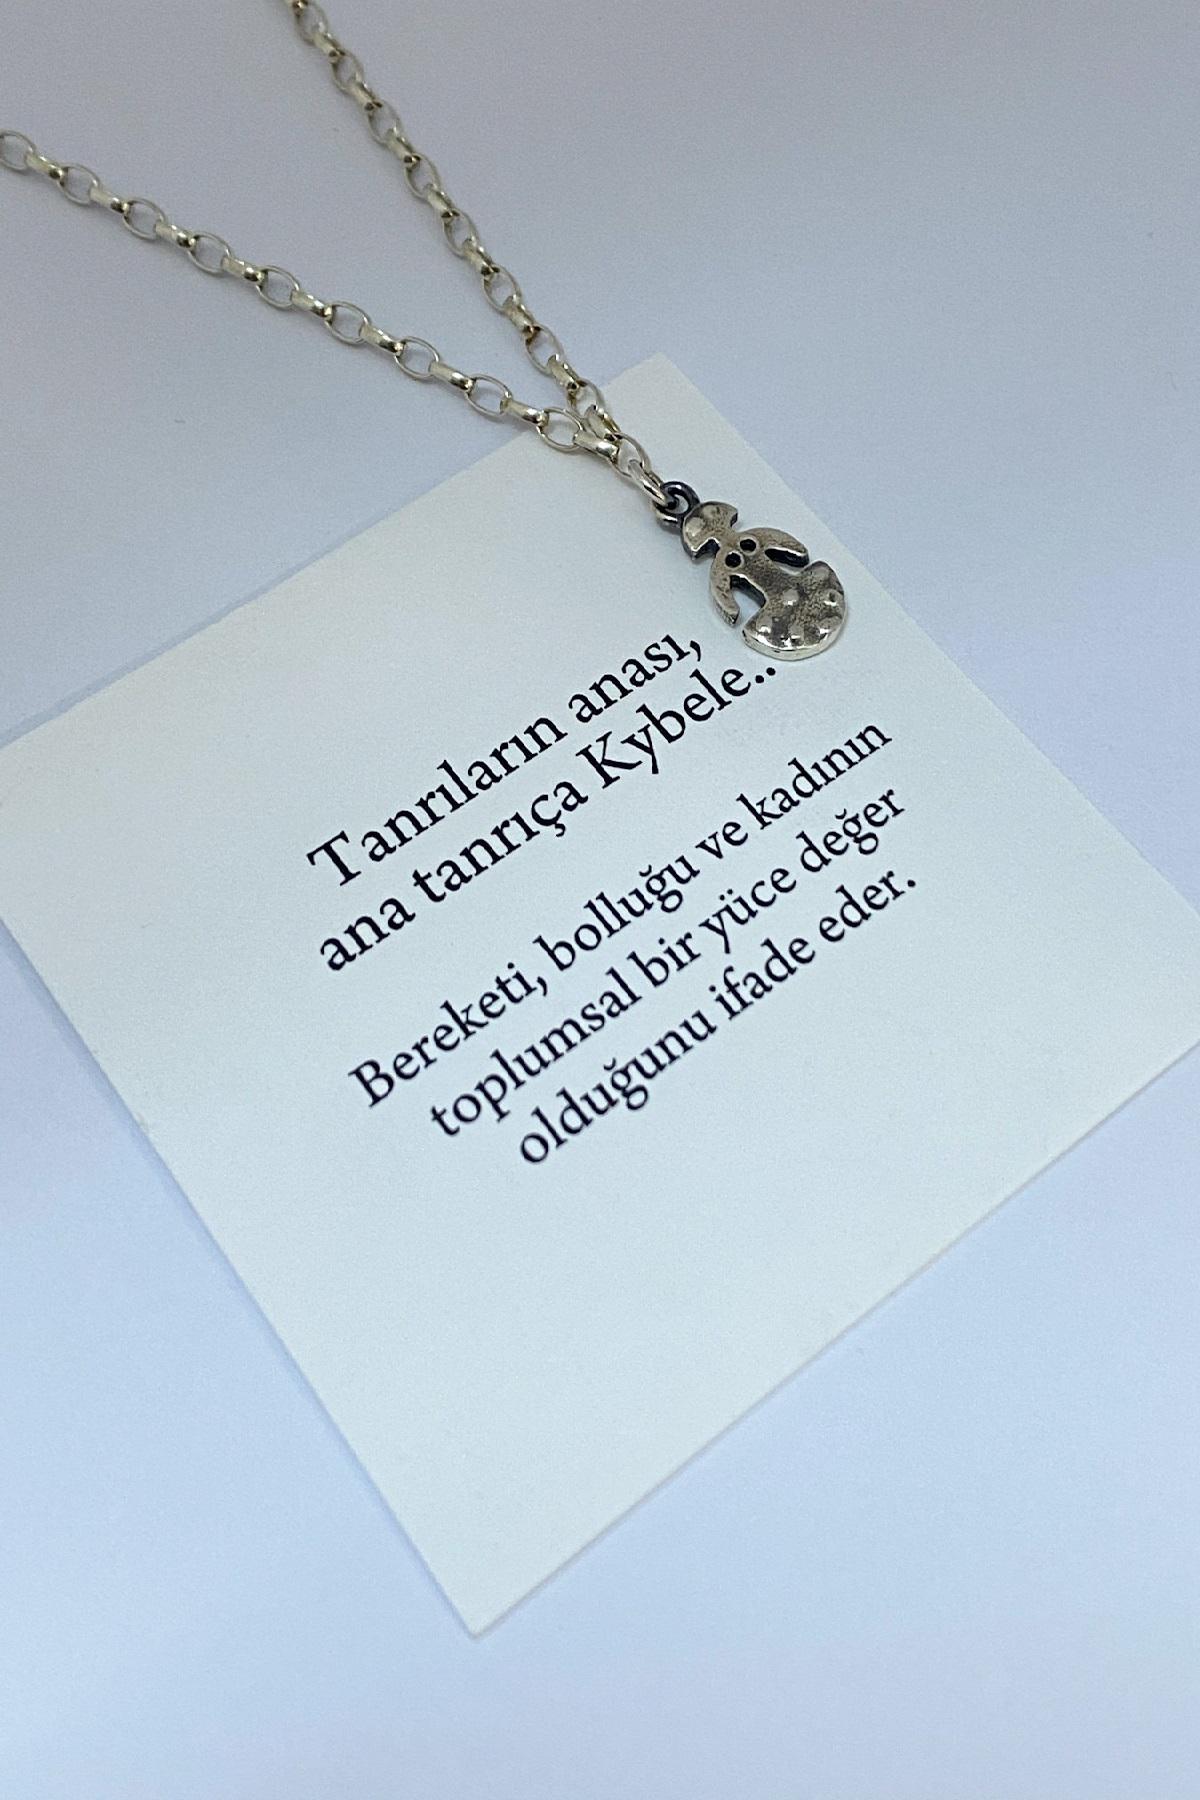 Tanrıların anası,
ana tanrıça Kybele..
Bereketi, bolluğu ve kadının
toplumsal bir yüce değer
olduğunu ifade eder.